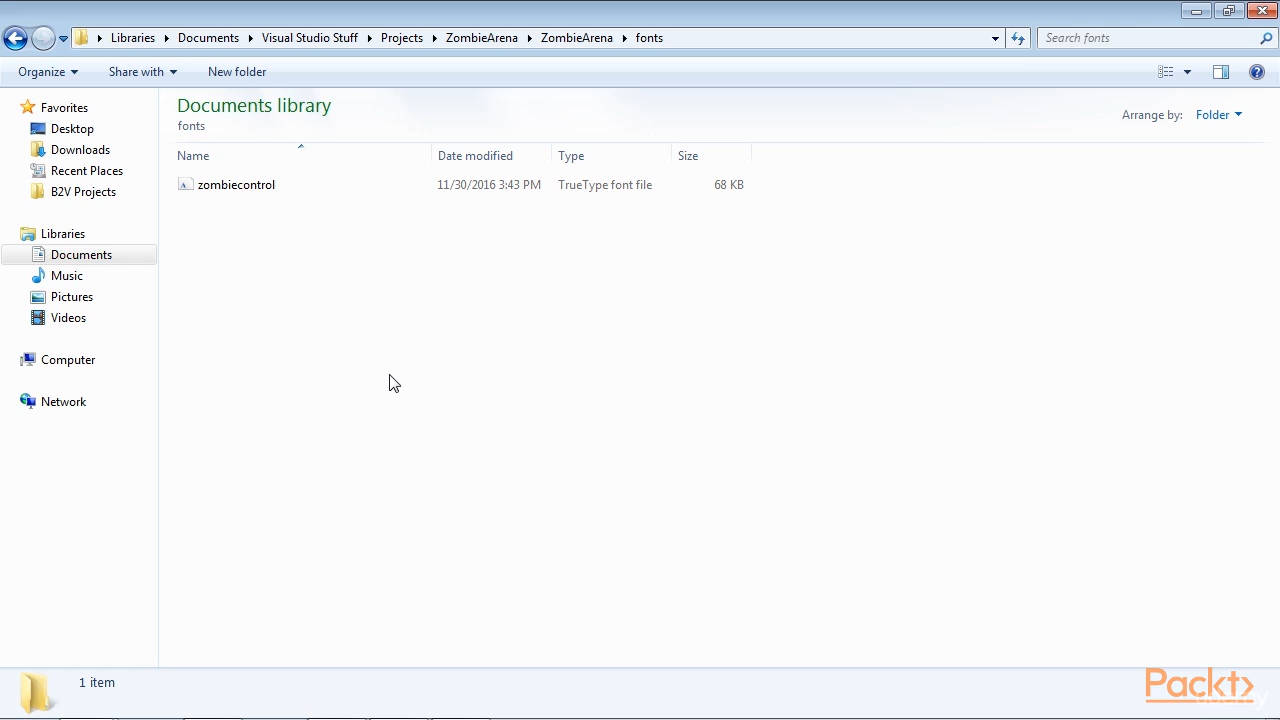 Libraries Documents Visual Studio Stuff Projects ZombieArena ZombieArena fonts
Search fonts
Organize Share with New folder
Favorites
Desktop
Downloads
Recent Places
B2V Projects
Libraries
Documents
Music
Pictures
Videos
Computer
Network
Documents library
fonts
Arrange by: Folder
Name Date modified Type Size
zombiecontrol 11/30/2016 3:43 PM TrueType font file 68 KB
1 item
Packt